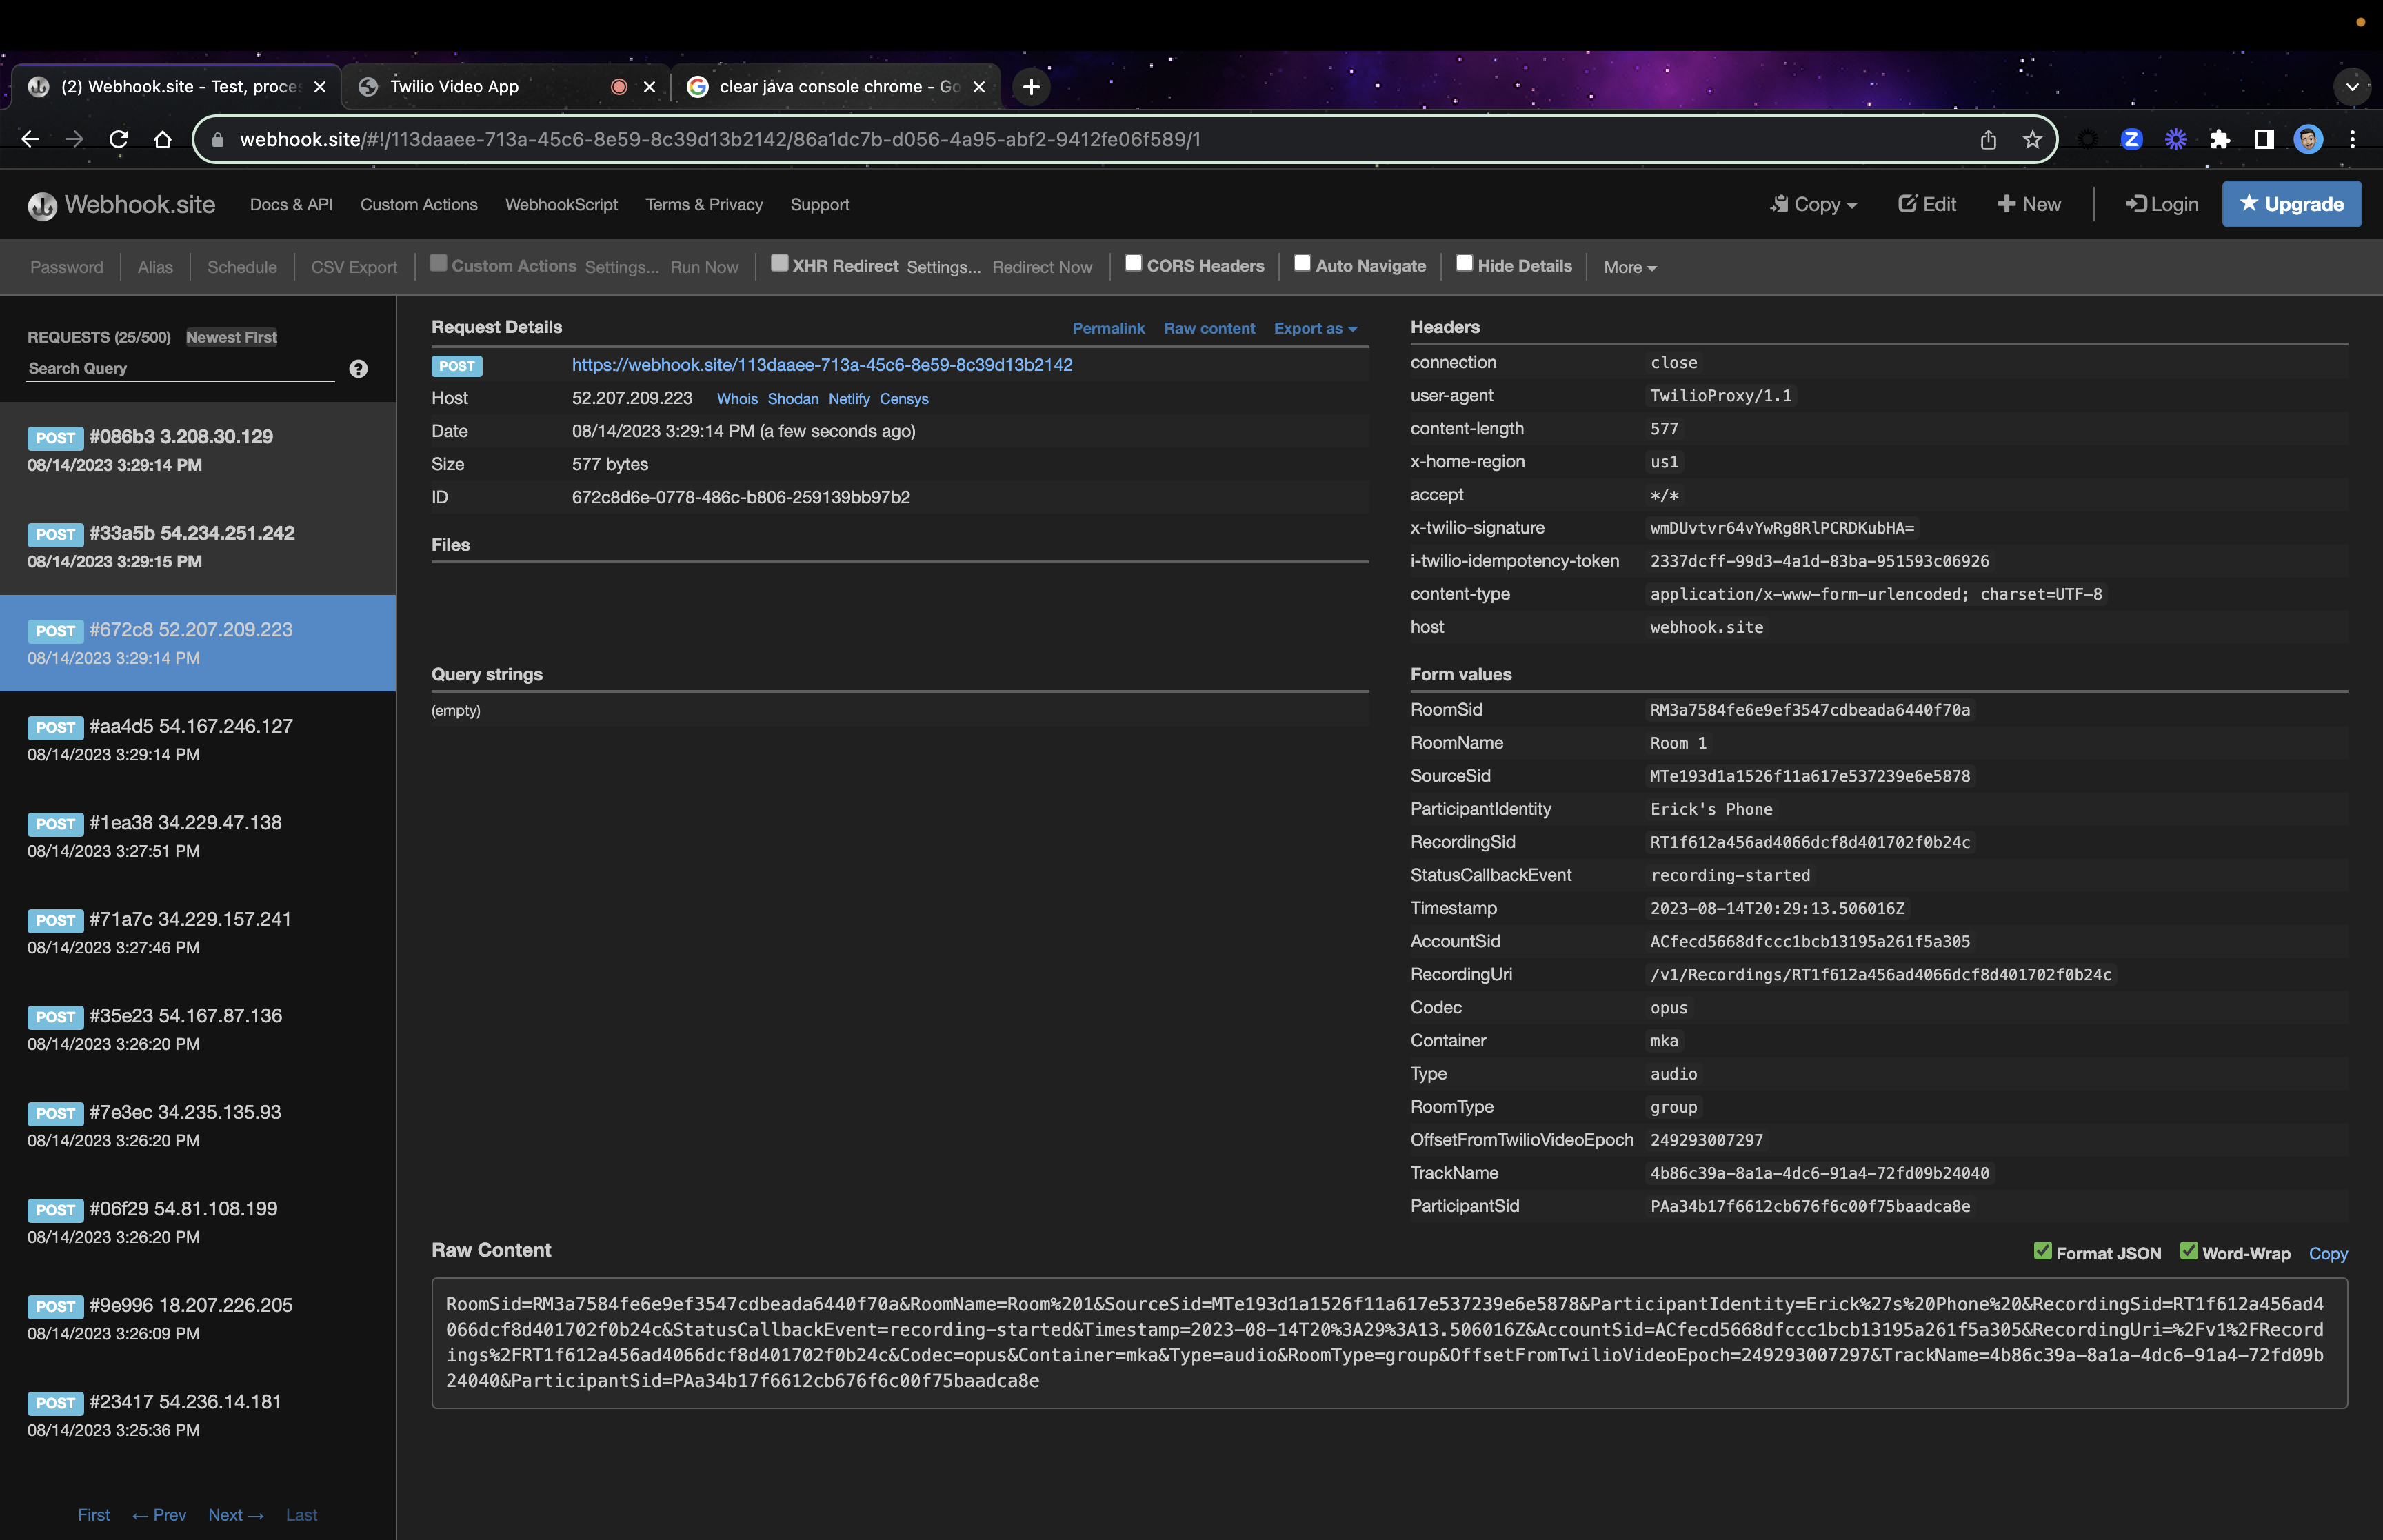 (2) Webhook.site - Test, proces
Twilio Video App
clear java console chrome - Go
webhook.site/#!/113daaee-713a-45c6-8e59-8c39d13b2142/86a1dc7b-d056-4a95-abf2-9412fe06f589/1
Webhook.site Docs & API Custom Actions WebhookScript Terms & Privacy Support Copy Edit New Login Upgrade
Password Alias Schedule CSV Export Custom Actions Settings... Run Now XHR Redirect Settings... Redirect Now CORS Headers Auto Navigate Hide Details More
REQUESTS (25/500) Newest First
Search Query ?
POST #086b3 3.208.30.129
08/14/2023 3:29:14 PM
POST #33a5b 54.234.251.242
08/14/2023 3:29:15 PM
POST #672c8 52.207.209.223
08/14/2023 3:29:14 PM
POST #aa4d5 54.167.246.127
08/14/2023 3:29:14 PM
POST #1ea38 34.229.47.138
08/14/2023 3:27:51 PM
POST #71a7c 34.229.157.241
08/14/2023 3:27:46 PM
POST #35e23 54.167.87.136
08/14/2023 3:26:20 PM
POST #7e3ec 34.235.135.93
08/14/2023 3:26:20 PM
POST #06f29 54.81.108.199
08/14/2023 3:26:20 PM
POST #9e996 18.207.226.205
08/14/2023 3:26:09 PM
POST #23417 54.236.14.181
08/14/2023 3:25:36 PM
First ← Prev Next → Last
Request Details Permalink Raw content Export as
POST https://webhook.site/113daaee-713a-45c6-8e59-8c39d13b2142
Host 52.207.209.223 Whois Shodan Netlify Censys
Date 08/14/2023 3:29:14 PM (a few seconds ago)
Size 577 bytes
ID 672c8d6e-0778-486c-b806-259139bb97b2
Files
Query strings
(empty)
Headers
connection close
user-agent TwilioProxy/1.1
content-length 577
x-home-region us1
accept */*
x-twilio-signature wmDUvtvr64vYwRg8RlPCRDKubHA=
i-twilio-idempotency-token 2337dcff-99d3-4a1d-83ba-951593c06926
content-type application/x-www-form-urlencoded; charset=UTF-8
host webhook.site
Form values
RoomSid RM3a7584fe6e9ef3547cdbeada6440f70a
RoomName Room 1
SourceSid MTe193d1a1526f11a617e537239e6e5878
ParticipantIdentity Erick's Phone
RecordingSid RT1f612a456ad4066dcf8d401702f0b24c
StatusCallbackEvent recording-started
Timestamp 2023-08-14T20:29:13.506016Z
AccountSid ACfecd5668dfccc1bcb13195a261f5a305
RecordingUri /v1/Recordings/RT1f612a456ad4066dcf8d401702f0b24c
Codec opus
Container mka
Type audio
RoomType group
OffsetFromTwilioVideoEpoch 249293007297
TrackName 4b86c39a-8a1a-4dc6-91a4-72fd09b24040
ParticipantSid PAa34b17f6612cb676f6c00f75baadca8e
Raw Content Format JSON Word-Wrap Copy
RoomSid=RM3a7584fe6e9ef3547cdbeada6440f70a&RoomName=Room%201&SourceSid=MTe193d1a1526f11a617e537239e6e5878&ParticipantIdentity=Erick%27s%20Phone%20&RecordingSid=RT1f612a456ad4
066dcf8d401702f0b24c&StatusCallbackEvent=recording-started&Timestamp=2023-08-14T20%3A29%3A13.506016Z&AccountSid=ACfecd5668dfccc1bcb13195a261f5a305&RecordingUri=%2Fv1%2FRecord
ings%2FRT1f612a456ad4066dcf8d401702f0b24c&Codec=opus&Container=mka&Type=audio&RoomType=group&OffsetFromTwilioVideoEpoch=249293007297&TrackName=4b86c39a-8a1a-4dc6-91a4-72fd09b
24040&ParticipantSid=PAa34b17f6612cb676f6c00f75baadca8e